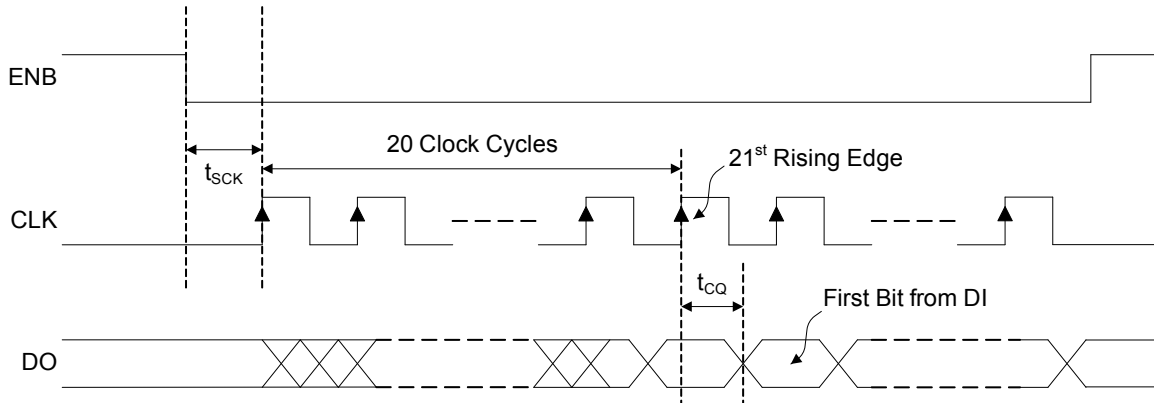 ENB
20 Clock Cycles
21st Rising Edge
tSCK
CLK
tCQ
First Bit from DI
DO